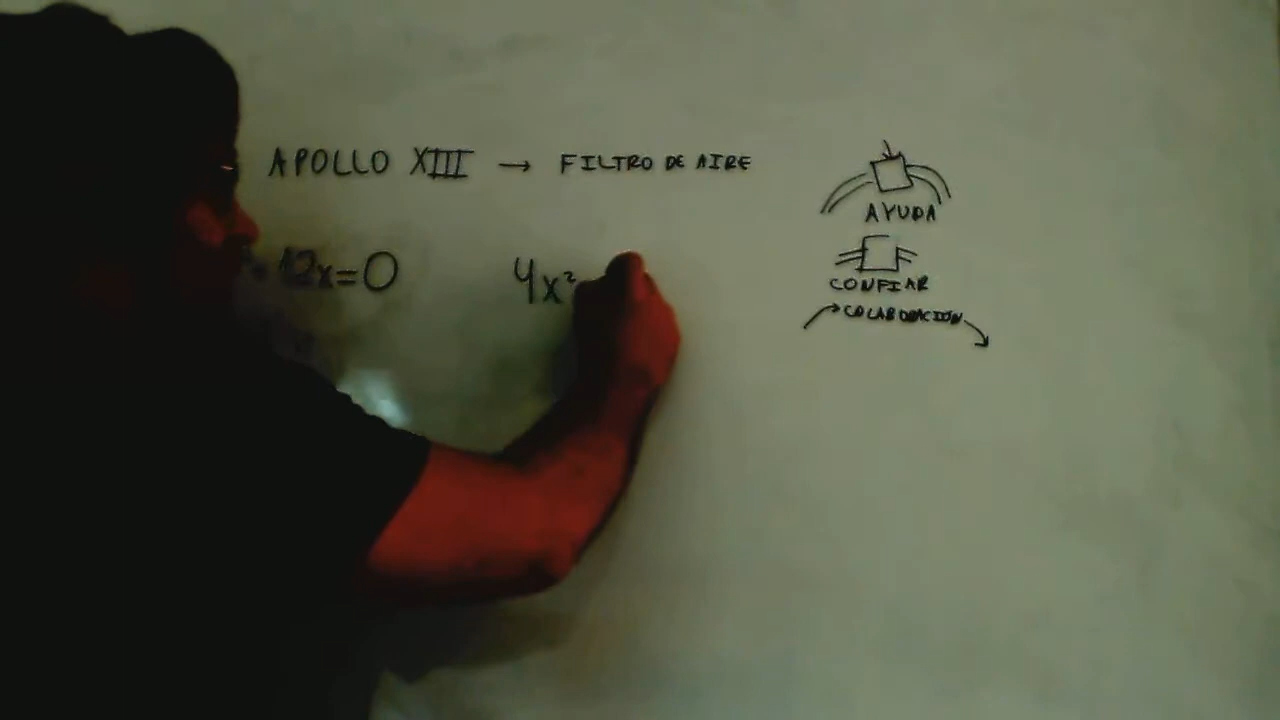 APOLLO XIII → FILTRO DE AIRE
AYUDA
CONFIAR
COLABORACIÓN
12x=0
4x²